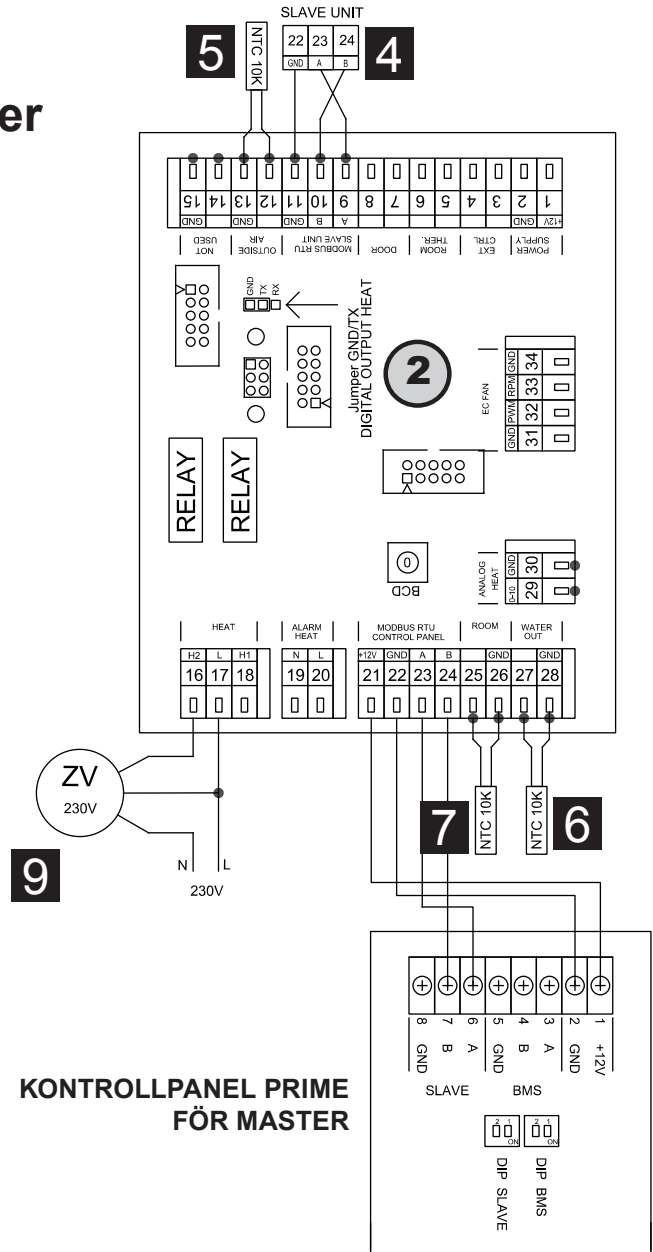 SLAVE UNIT
5
NTC 10K
22 23 24
GND A B
4
er
15 14 13 12 11 10 9 8 7 6 5 4 3 2 1
GND GND GND B A GND +12V
NOT USED
OUTSIDE AIR
MODBUS RTU SLAVE UNIT
DOOR
ROOM THER.
EXT CTRL
POWER SUPPLY
GND
TX
RX
Jumper GND/TX
DIGITAL OUTPUT HEAT
2
EC FAN
GND PWM RPM GND
31 32 33 34
RELAY
RELAY
0
BCD
ANALOG HEAT
0-10 GND
29 30
HEAT
ALARM HEAT
MODBUS RTU CONTROL PANEL
ROOM
WATER OUT
H2 L H1 N L +12V GND A B GND GND
16 17 18 19 20 21 22 23 24 25 26 27 28
ZV
230V
9
N L
230V
7
NTC 10K
NTC 10K
6
8 7 6 5 4 3 2 1
GND B A GND B A GND +12V
SLAVE BMS
KONTROLLPANEL PRIME
FÖR MASTER
2 1
ON
2 1
ON
DIP SLAVE
DIP BMS